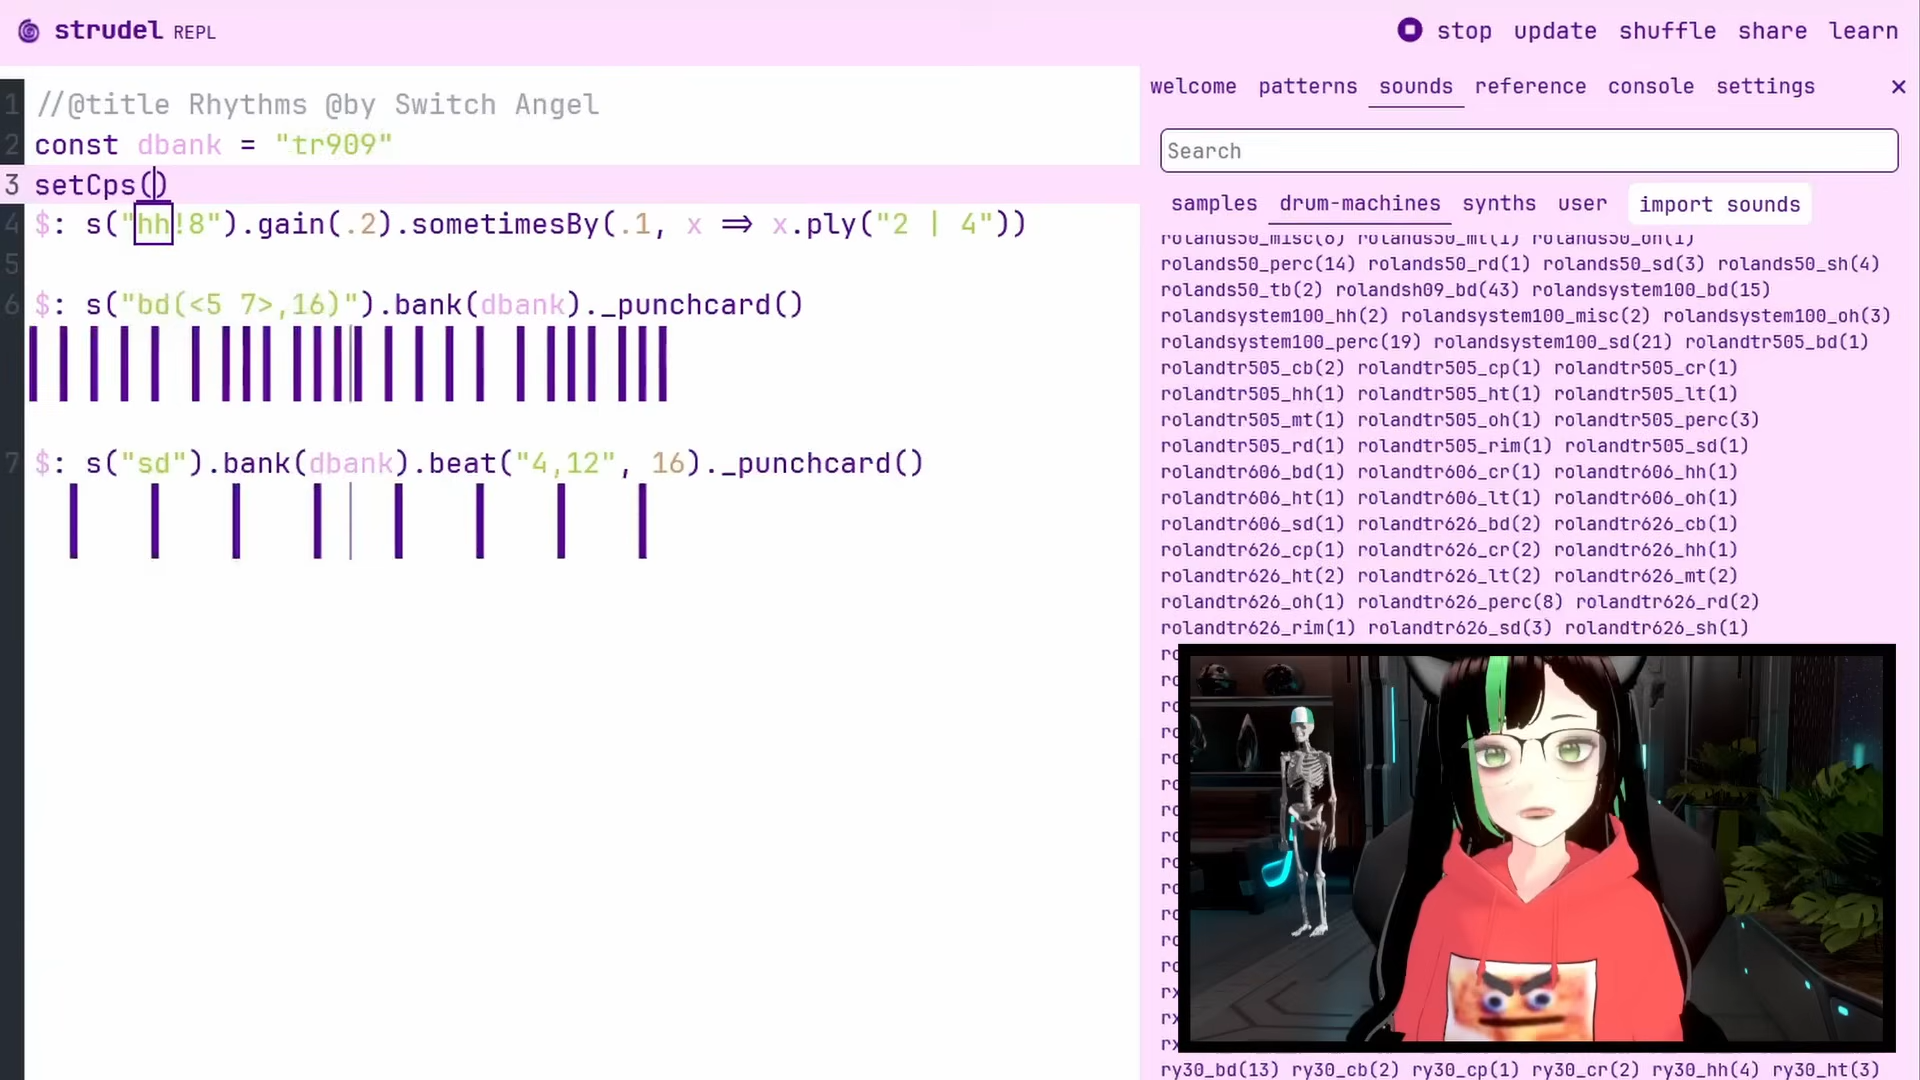 strudel REPL
stop update shuffle share learn
1 //@title Rhythms @by Switch Angel
2 const dbank = "tr909"
3 setCps()
4 $: s("hh!8").gain(.2).sometimesBy(.1, x => x.ply("2 | 4"))
5
6 $: s("bd(<5 7>,16)").bank(dbank)._punchcard()
7 $: s("sd").bank(dbank).beat("4,12", 16)._punchcard()
welcome patterns sounds reference console settings ×
Search
samples drum-machines synths user import sounds
rolands50_misc(8) rolands50_mt(1) rolands50_oh(1)
rolands50_perc(14) rolands50_rd(1) rolands50_sd(3) rolands50_sh(4)
rolands50_tb(2) rolandsh09_bd(43) rolandsystem100_bd(15)
rolandsystem100_hh(2) rolandsystem100_misc(2) rolandsystem100_oh(3)
rolandsystem100_perc(19) rolandsystem100_sd(21) rolandtr505_bd(1)
rolandtr505_cb(2) rolandtr505_cp(1) rolandtr505_cr(1)
rolandtr505_hh(1) rolandtr505_ht(1) rolandtr505_lt(1)
rolandtr505_mt(1) rolandtr505_oh(1) rolandtr505_perc(3)
rolandtr505_rd(1) rolandtr505_rim(1) rolandtr505_sd(1)
rolandtr606_bd(1) rolandtr606_cr(1) rolandtr606_hh(1)
rolandtr606_ht(1) rolandtr606_lt(1) rolandtr606_oh(1)
rolandtr606_sd(1) rolandtr626_bd(2) rolandtr626_cb(1)
rolandtr626_cp(1) rolandtr626_cr(2) rolandtr626_hh(1)
rolandtr626_ht(2) rolandtr626_lt(2) rolandtr626_mt(2)
rolandtr626_oh(1) rolandtr626_perc(8) rolandtr626_rd(2)
rolandtr626_rim(1) rolandtr626_sd(3) rolandtr626_sh(1)
ry30_bd(13) ry30_cb(2) ry30_cp(1) ry30_cr(2) ry30_hh(4) ry30_ht(3)